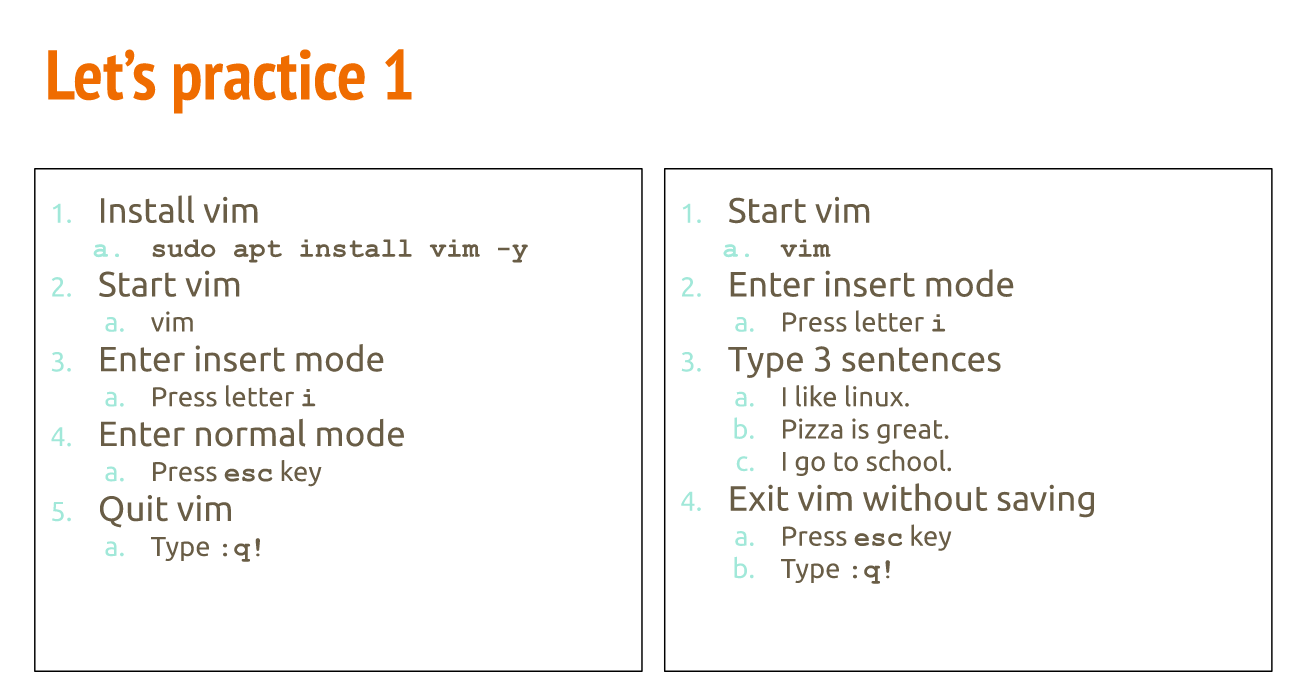 Let’s practice 1
1. Install vim
a. sudo apt install vim -y
2. Start vim
a. vim
3. Enter insert mode
a. Press letter i
4. Enter normal mode
a. Press esc key
5. Quit vim
a. Type :q!
1. Start vim
a. vim
2. Enter insert mode
a. Press letter i
3. Type 3 sentences
a. I like linux.
b. Pizza is great.
c. I go to school.
4. Exit vim without saving
a. Press esc key
b. Type :q!